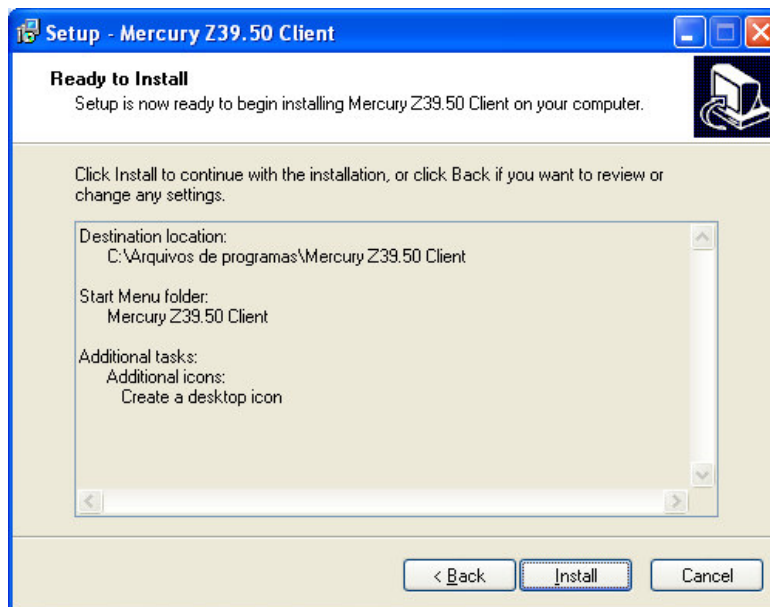 Setup - Mercury Z39.50 Client
Ready to Install
Setup is now ready to begin installing Mercury Z39.50 Client on your computer.
Click Install to continue with the installation, or click Back if you want to review or
change any settings.
Destination location:
C:\Arquivos de programas\Mercury Z39.50 Client
Start Menu folder:
Mercury Z39.50 Client
Additional tasks:
Additional icons:
Create a desktop icon
< Back
Install
Cancel